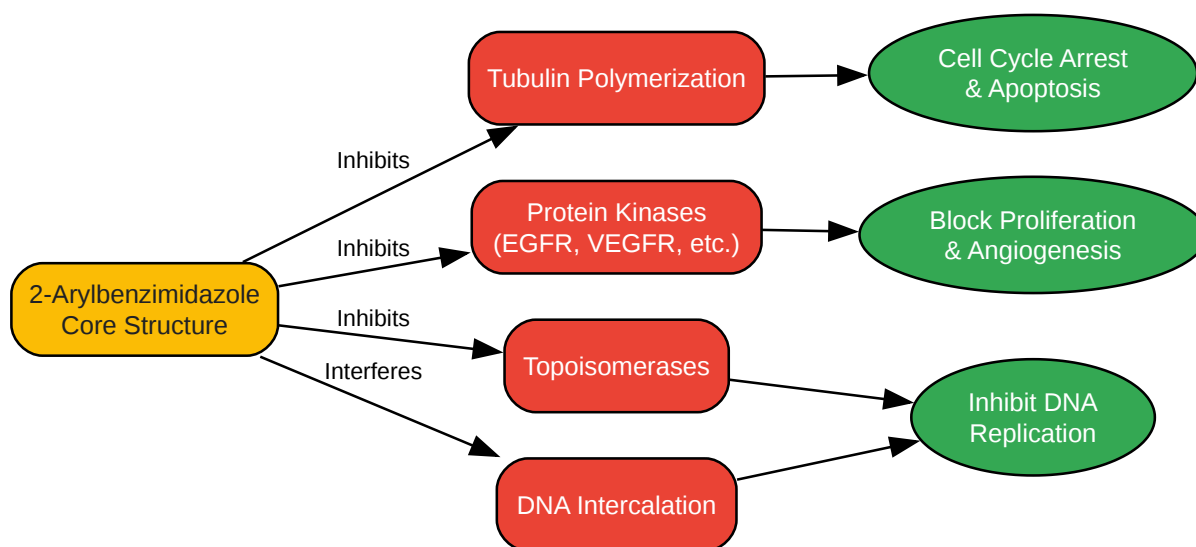 Tubulin Polymerization
Cell Cycle Arrest
& Apoptosis
Inhibits
Protein Kinases
(EGFR, VEGFR, etc.)
Block Proliferation
& Angiogenesis
Inhibits
2-Arylbenzimidazole
Core Structure
Inhibits
Topoisomerases
Interferes
Inhibit DNA
Replication
DNA Intercalation